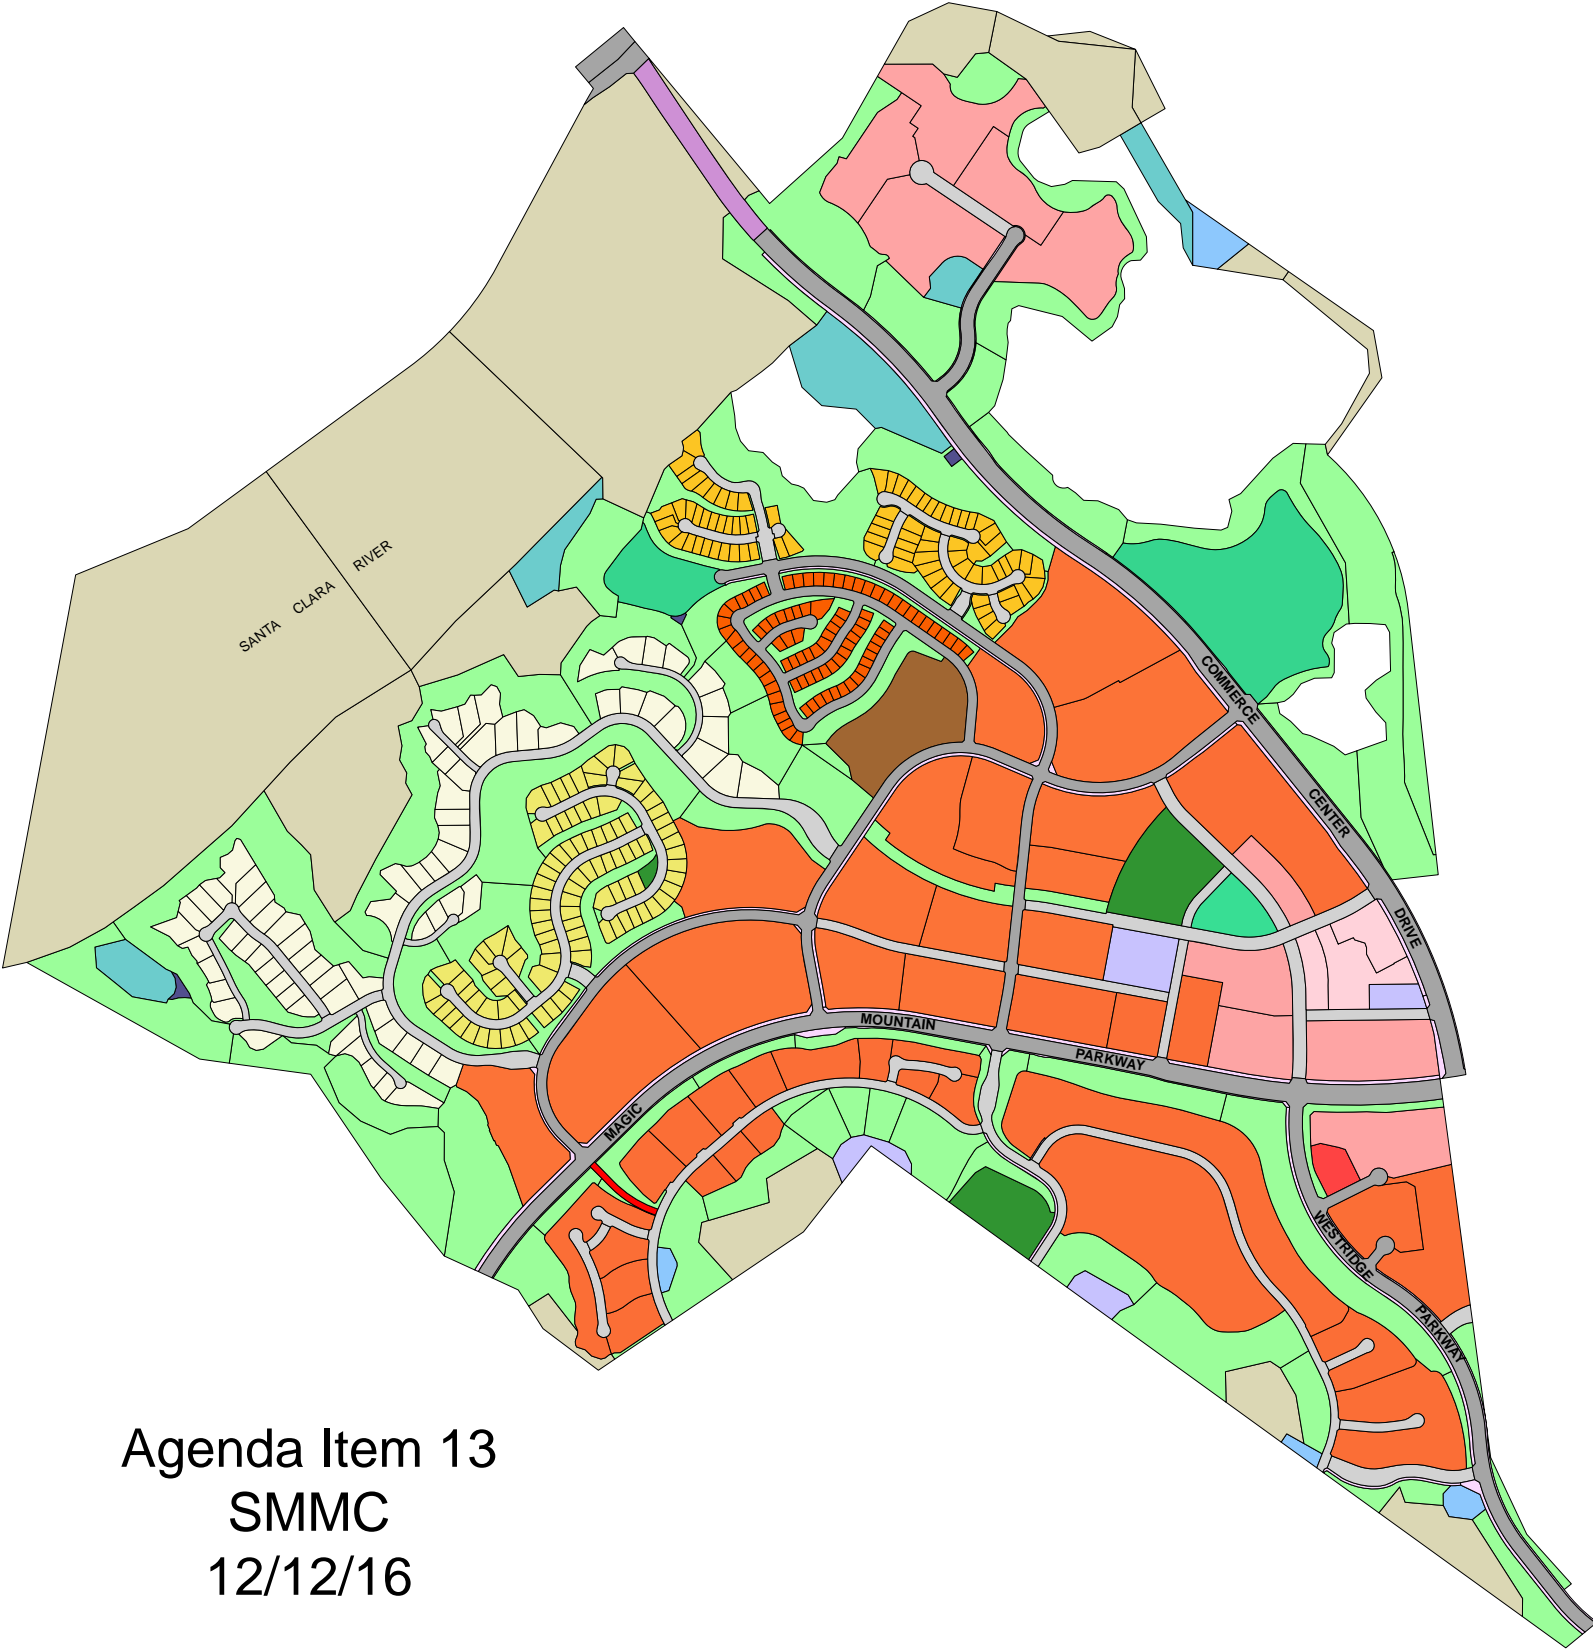 SANTA CLARA RIVER
COMMERCE
CENTER
DRIVE
MOUNTAIN
PARKWAY
MAGIC
WESTRIDGE
PARKWAY
Agenda Item 13
SMMC
12/12/16